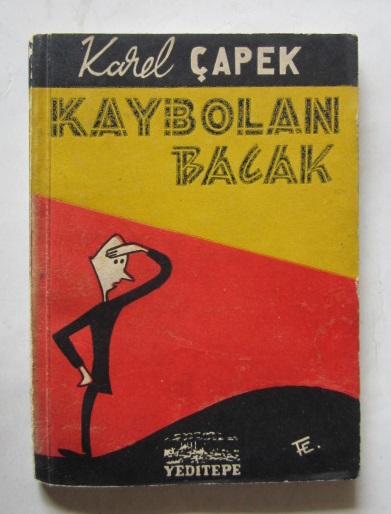 Karel ÇAPEK
KAYBOLAN
BACAK
FE.
YEDİTEPE